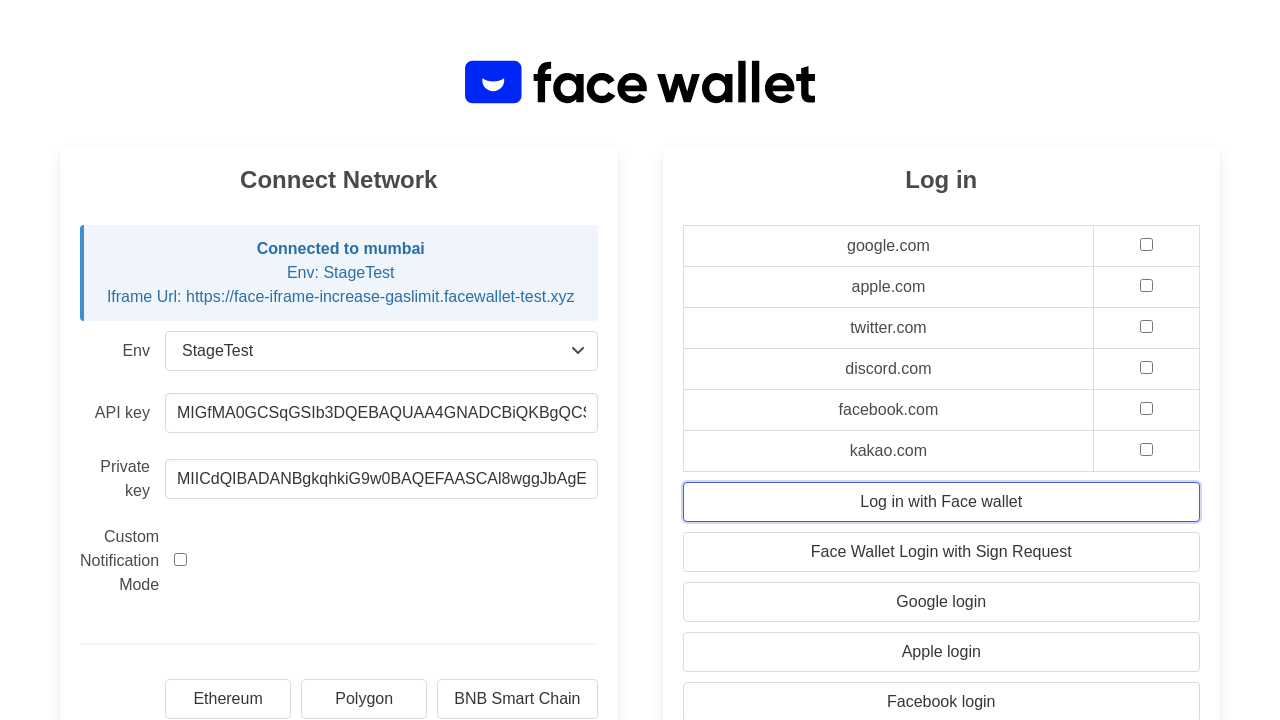 face wallet
Connect Network
Connected to mumbai
Env: StageTest
Iframe Url: https://face-iframe-increase-gaslimit.facewallet-test.xyz
Env
StageTest
API key
MIGfMA0GCSqGSIb3DQEBAQUAA4GNADCBiQKBgQCS
Private
key
MIICdQIBADANBgkqhkiG9w0BAQEFAASCAl8wggJbAgE
Custom
Notification
Mode
Ethereum
Polygon
BNB Smart Chain
Log in
google.com
apple.com
twitter.com
discord.com
facebook.com
kakao.com
Log in with Face wallet
Face Wallet Login with Sign Request
Google login
Apple login
Facebook login